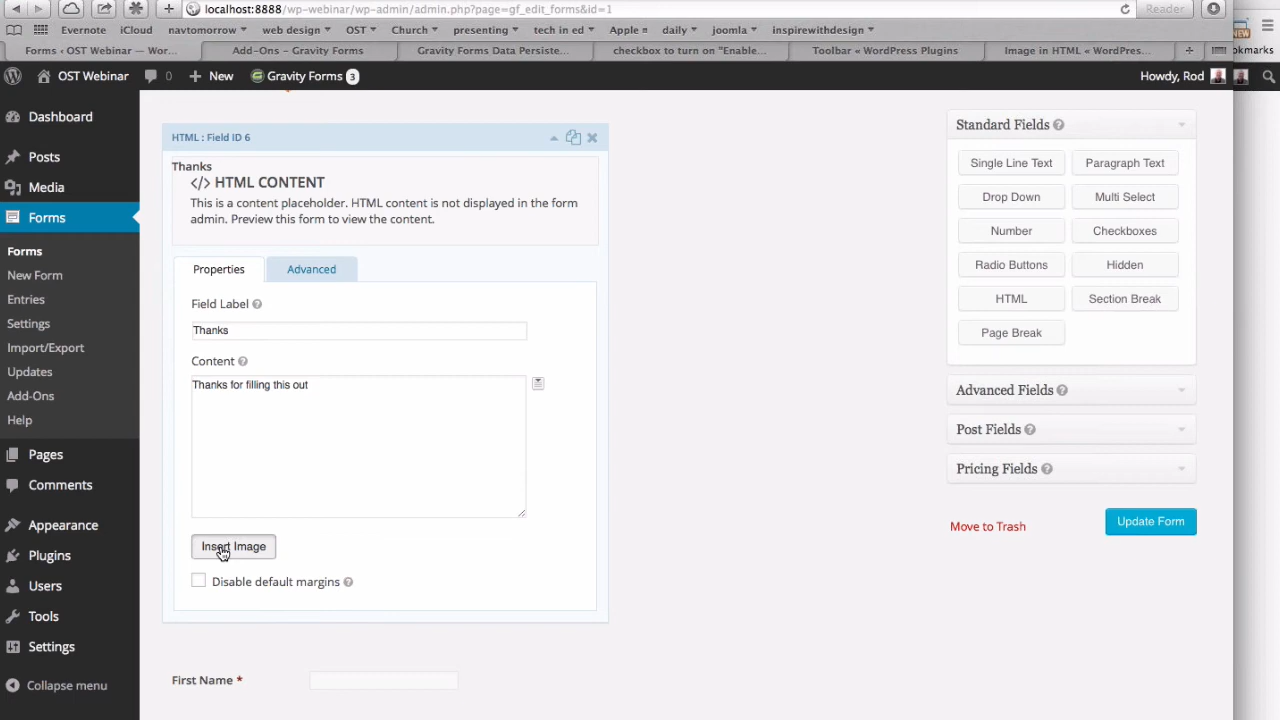 localhost:8888/wp-webinar/wp-admin/admin.php?page=gf_edit_forms&id=1
Reader
Evernote iCloud navtomorrow web design OST Church presenting tech in ed Apple daily joomla inspirewithdesign
NEW
Forms ‹ OST Webinar — Wor... Add-Ons – Gravity Forms Gravity Forms Data Persiste... checkbox to turn on "Enable... Toolbar « WordPress Plugins Image in HTML « WordPres...
okmarks
OST Webinar 0 New Gravity Forms 3 Howdy, Rod
Dashboard
Posts
Media
Forms
Forms
New Form
Entries
Settings
Import/Export
Updates
Add-Ons
Help
Pages
Comments
Appearance
Plugins
Users
Tools
Settings
Collapse menu
HTML : Field ID 6
Thanks
</> HTML CONTENT
This is a content placeholder. HTML content is not displayed in the form
admin. Preview this form to view the content.
Properties Advanced
Field Label
Thanks
Content
Thanks for filling this out
Insert Image
Disable default margins
First Name *
Standard Fields
Single Line Text Paragraph Text
Drop Down Multi Select
Number Checkboxes
Radio Buttons Hidden
HTML Section Break
Page Break
Advanced Fields
Post Fields
Pricing Fields
Move to Trash Update Form